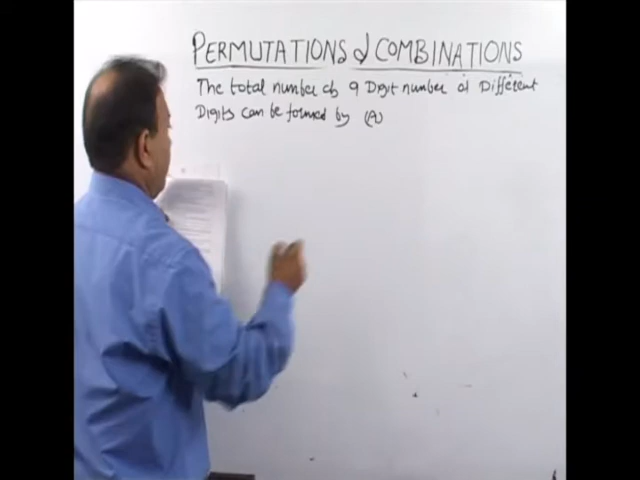 PERMUTATIONS & COMBINATIONS
The total number of 9 Digit number of Different
Digits can be formed by (A)